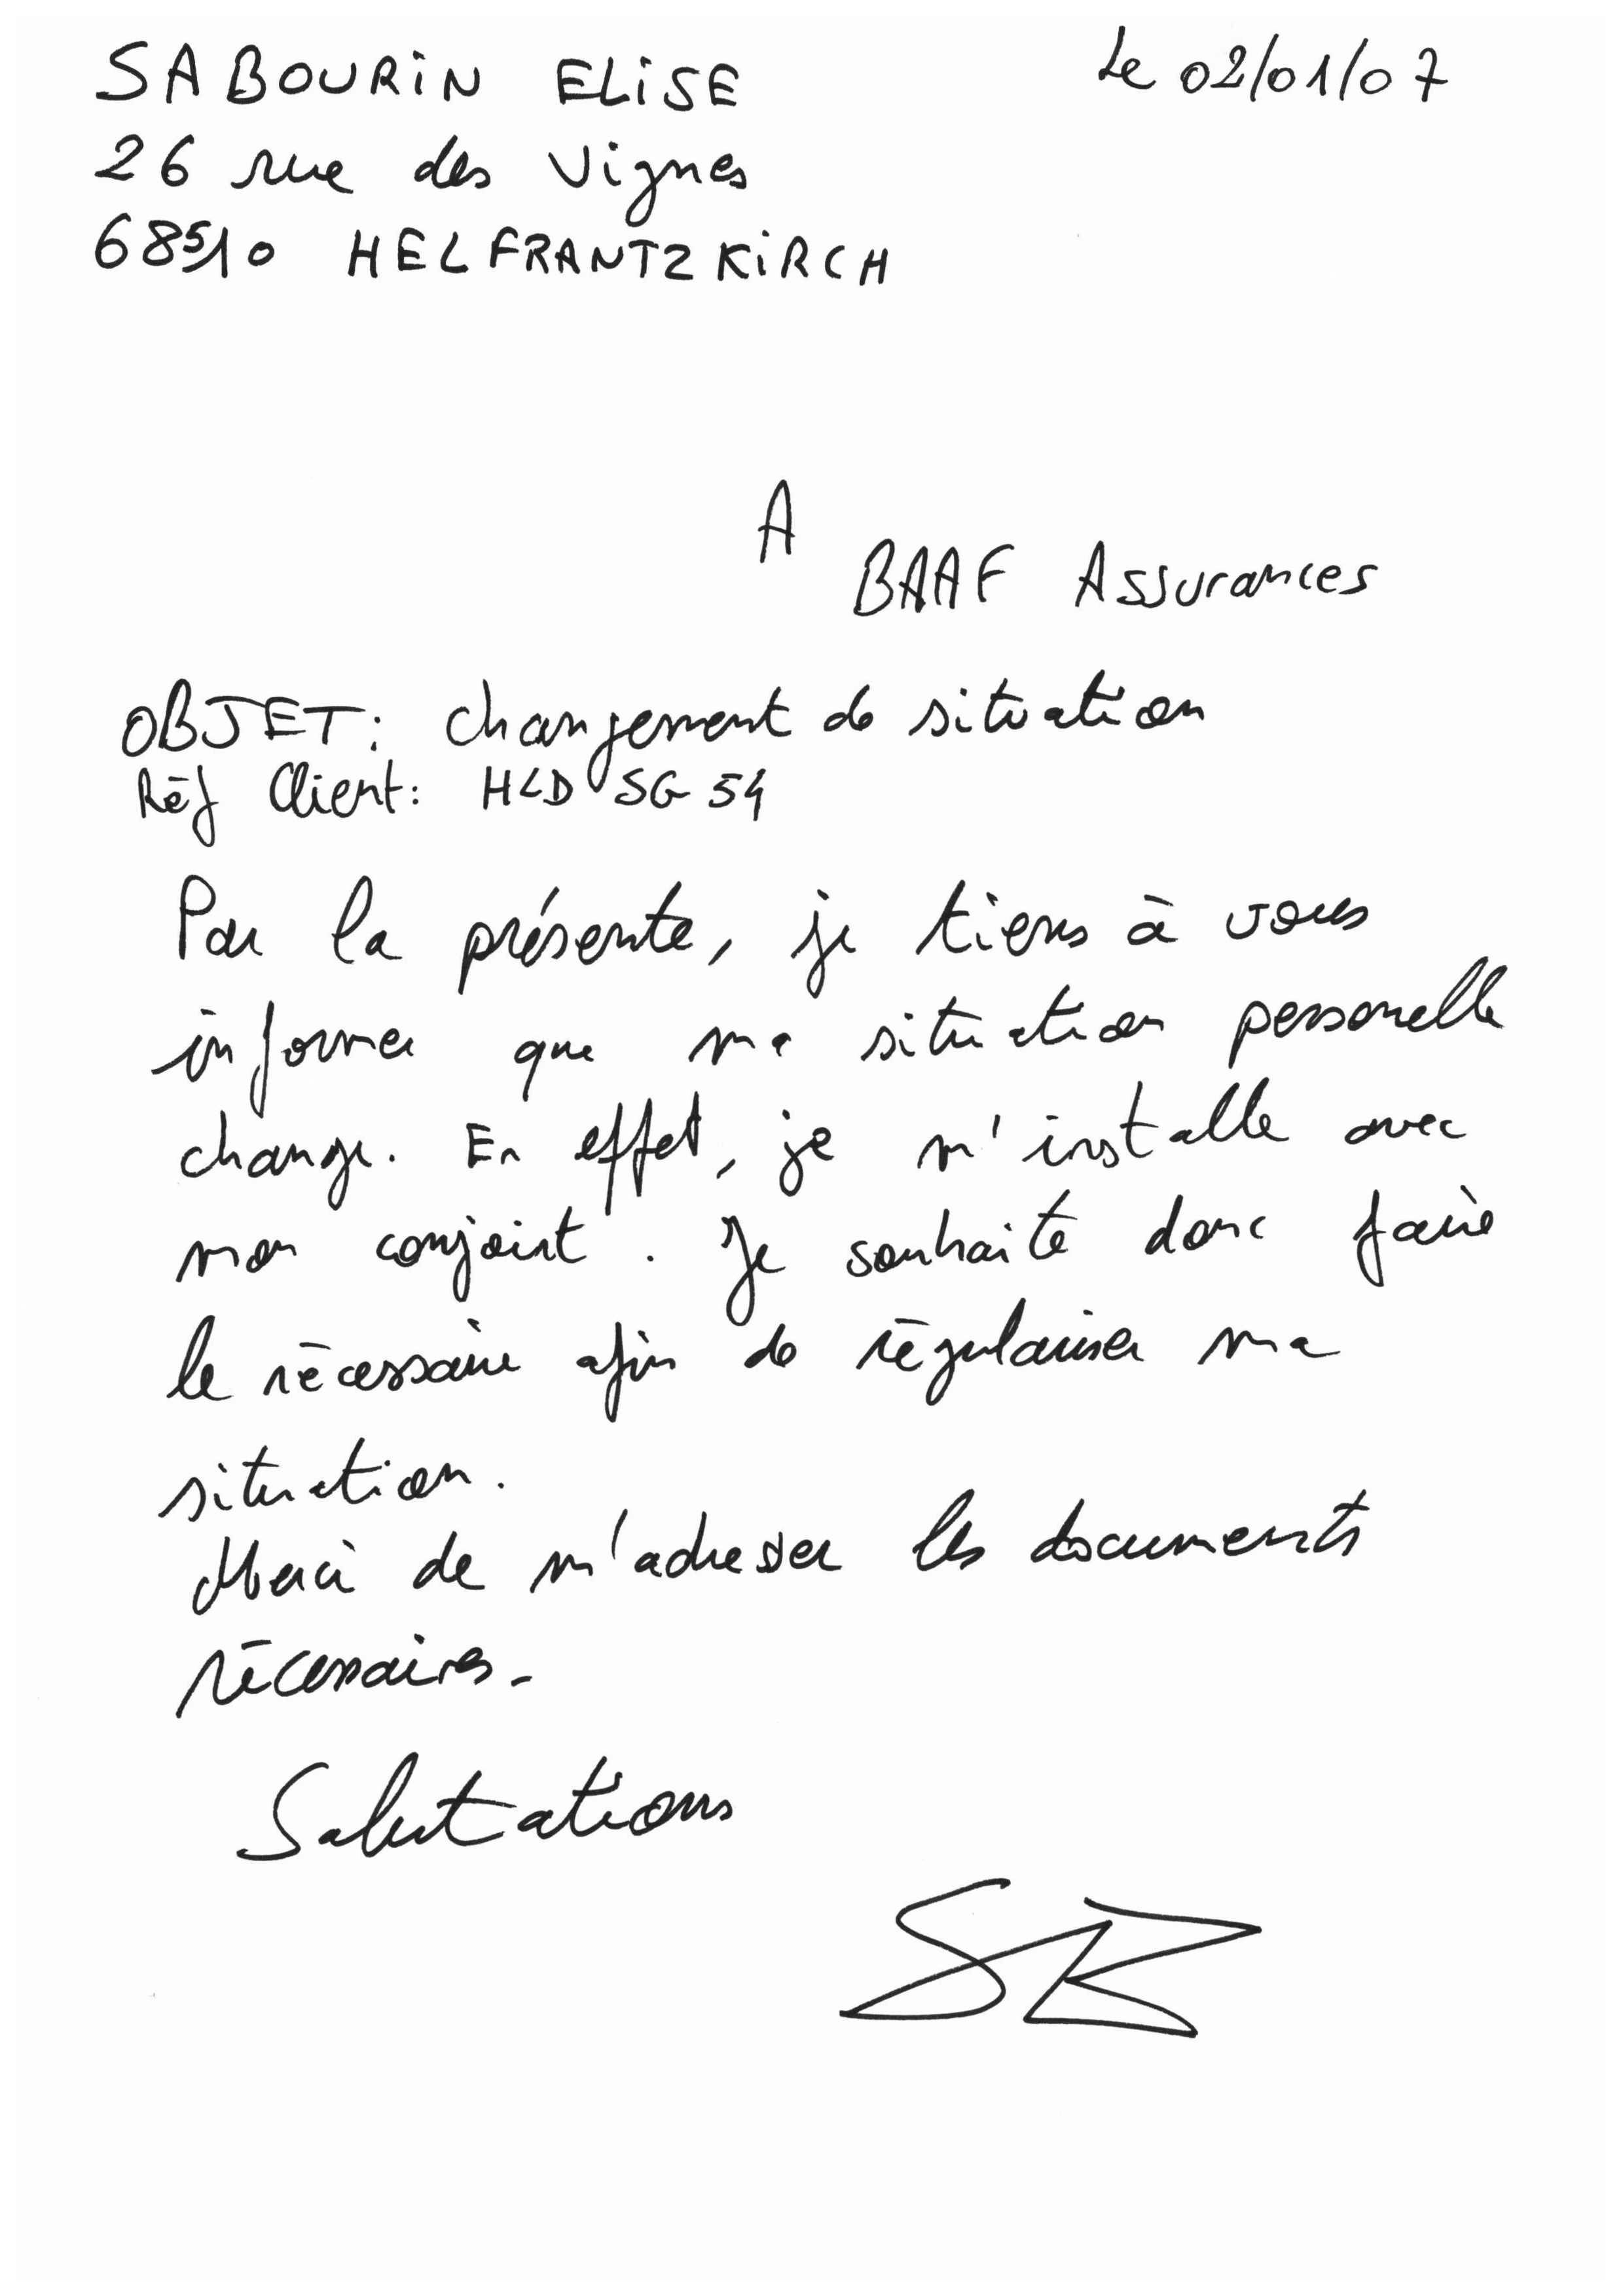 SABOURIN ELISE
Le 02/01/07
26 rue des Vignes
68510 HELFRANTZKIRCH
A
BAAF Assurances
OBJET: changement de situation
Réf Client: HLD SG 54
Par la présente, je tiens à vous
informer que ma situation personelle
change. En effet, je m'installe avec
mon conjoint. Je souhaite donc faire
le nécessaire afin de régulariser ma
situation.
Merci de m'adresser les documents
nécessaires.
Salutations